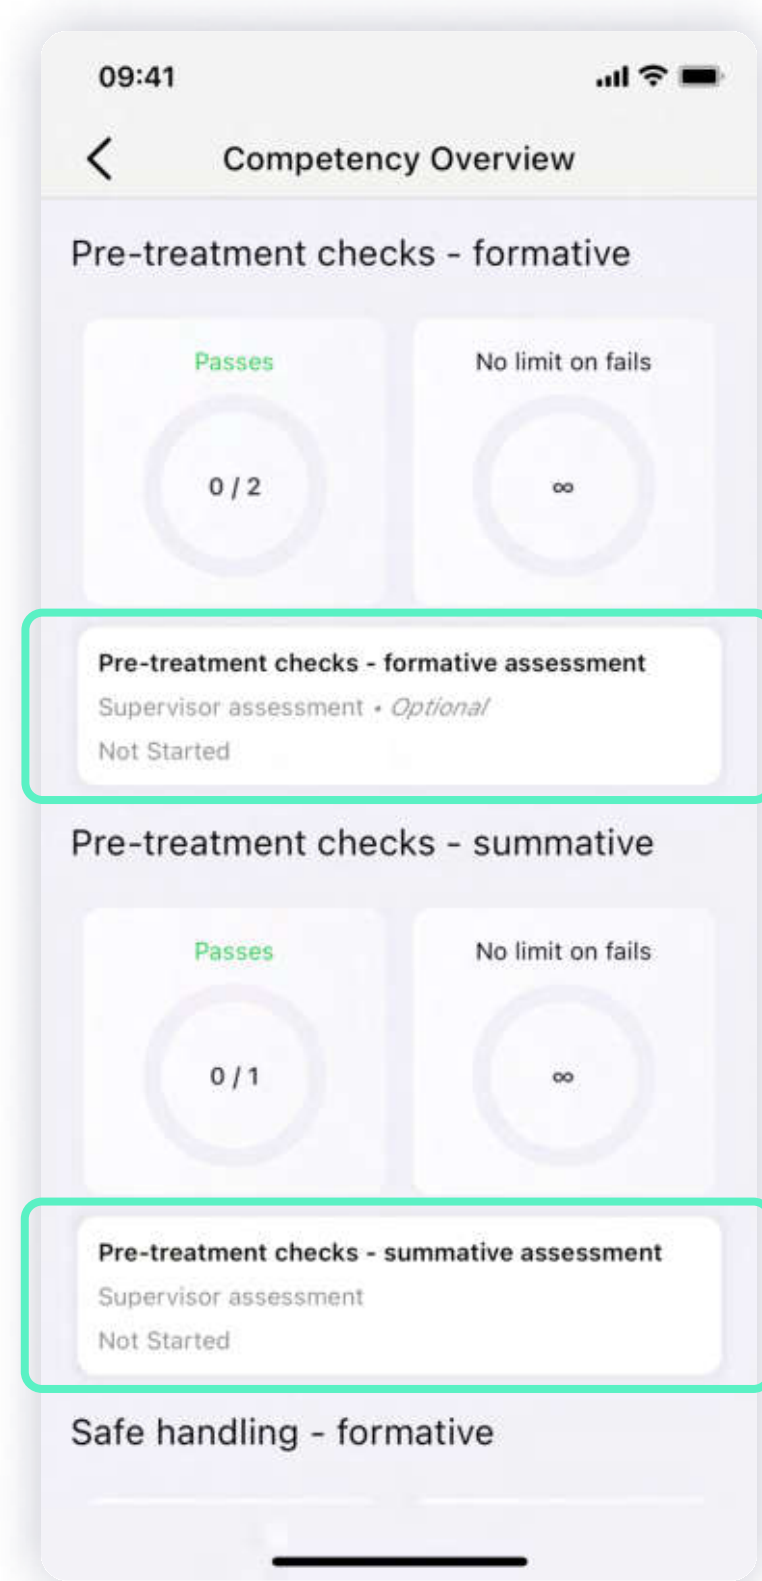 09:41
Competency Overview
Pre-treatment checks - formative
Passes
No limit on fails
0 / 2
∞
Pre-treatment checks - formative assessment
Supervisor assessment • Optional
Not Started
Pre-treatment checks - summative
Passes
No limit on fails
0 / 1
∞
Pre-treatment checks - summative assessment
Supervisor assessment
Not Started
Safe handling - formative